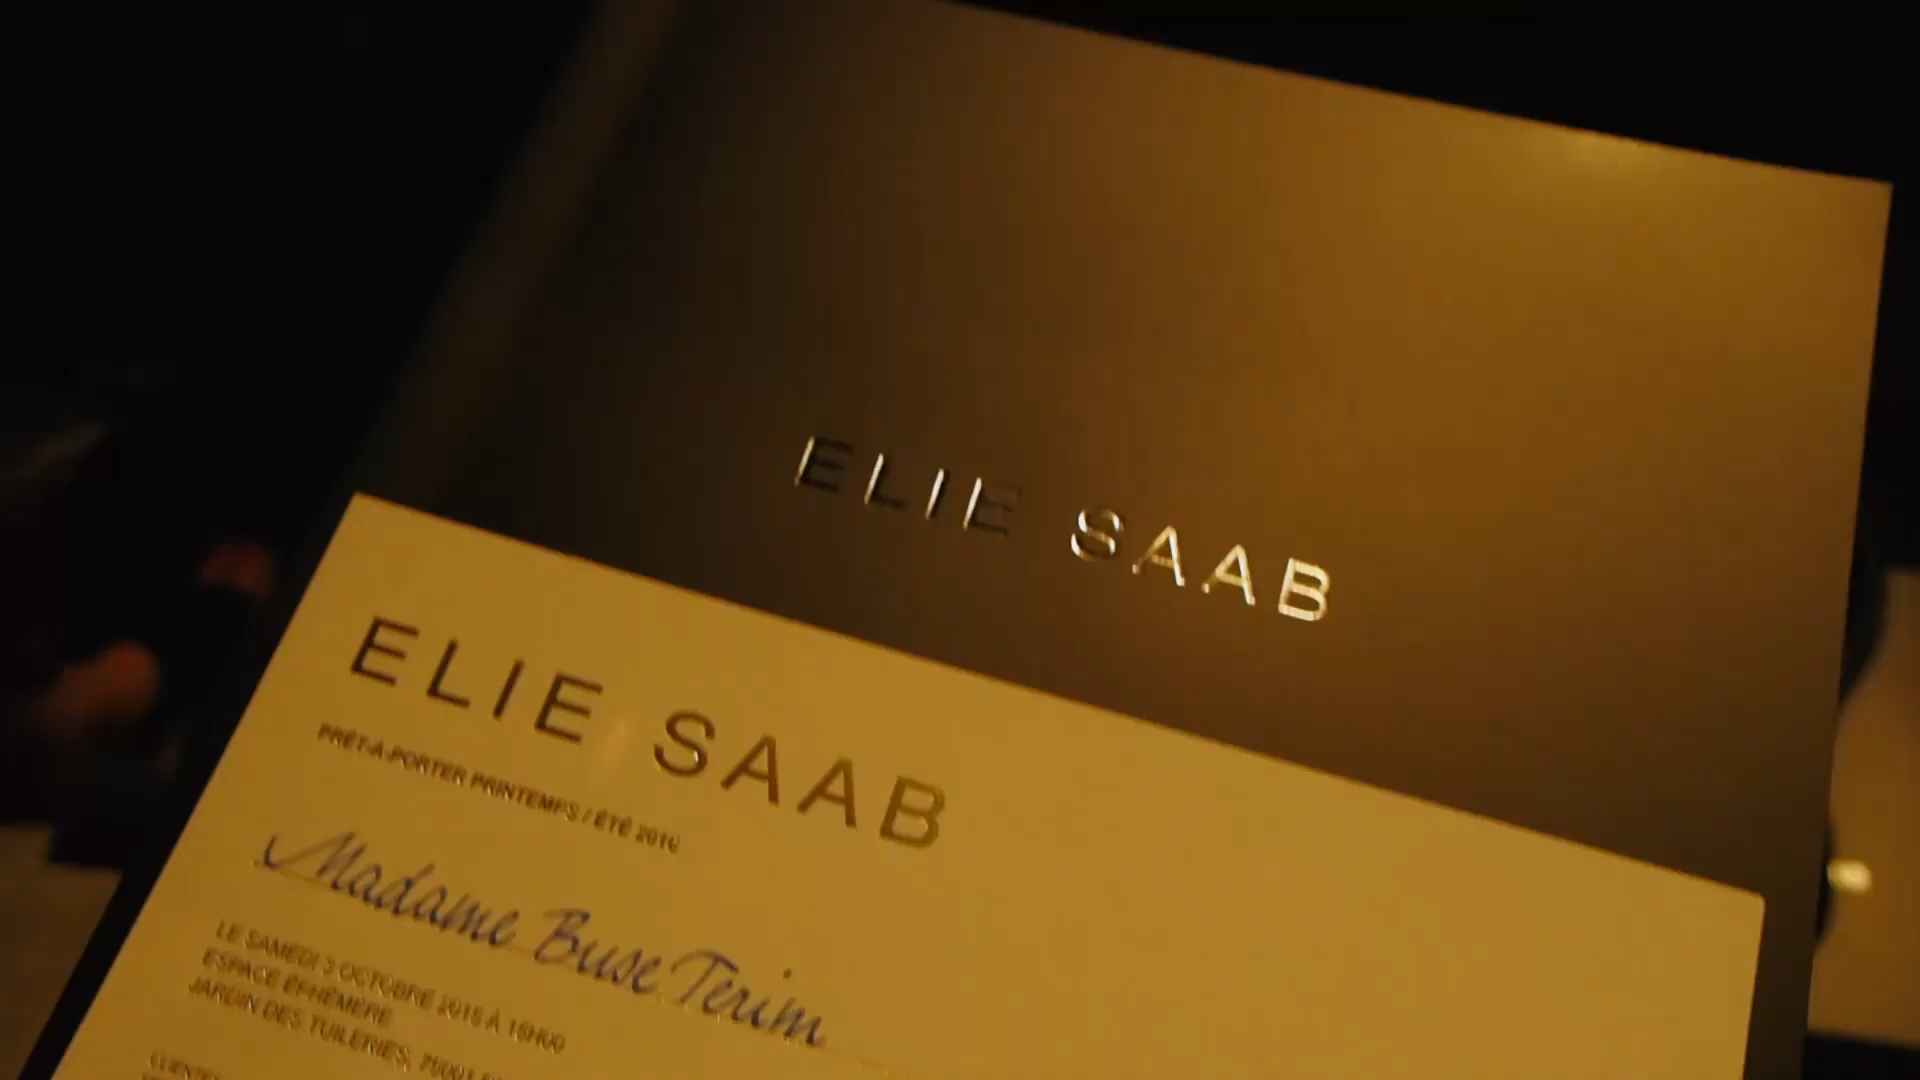 ELIE SAAB
ELIE SAAB
PRÊT-À-PORTER PRINTEMPS / ÉTÉ 2016
Madame Buse Terim
LE SAMEDI 3 OCTOBRE 2015 À 15H00
ESPACE ÉPHÉMÈRE
JARDIN DES TUILERIES, 75001